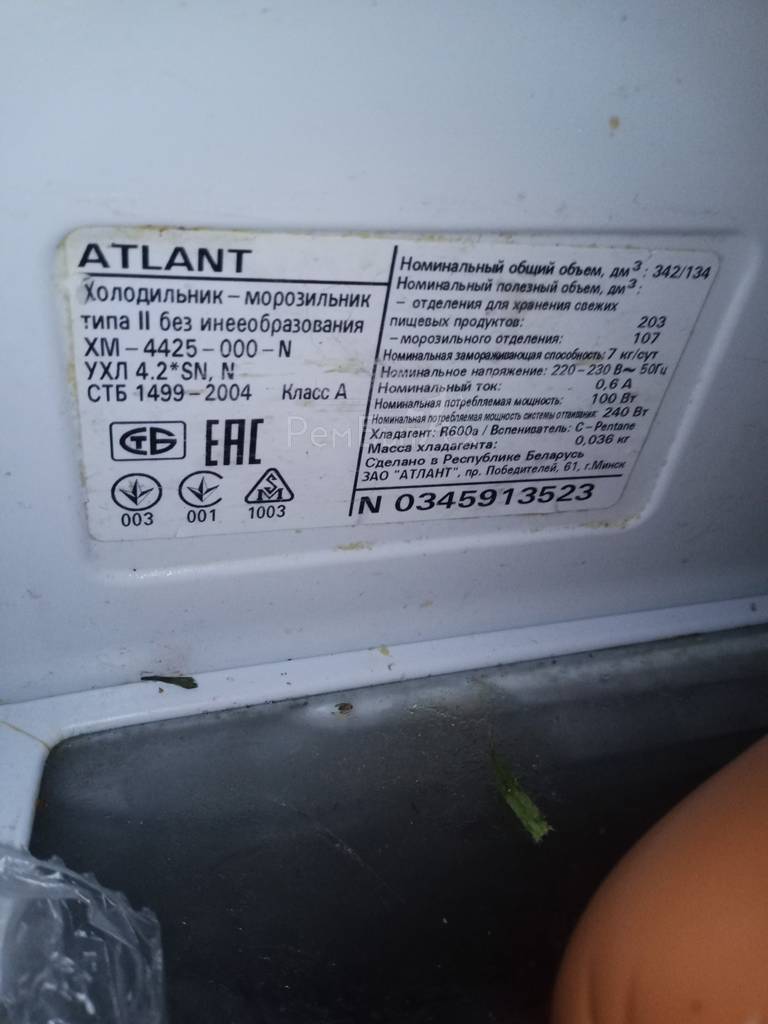 ATLANT
Холодильник – морозильник
типа II без инееобразования
ХМ – 4425 – 000 – N
УХЛ 4.2*SN, N
СТБ 1499 – 2004 Класс А
СТБ EAC
003 001 1003
Номинальный общий объем, дм³: 342/134
Номинальный полезный объем, дм³:
– отделения для хранения свежих
пищевых продуктов: 203
– морозильного отделения: 107
Номинальная замораживающая способность: 7 кг/сут
Номинальное напряжение: 220 – 230 В ~ 50Гц
Номинальный ток: 0,6 А
Номинальная потребляемая мощность: 100 Вт
Номинальная потребляемая мощность системы оттаивания: 240 Вт
Хладагент: R600a / Вспениватель: C – Pentane
Масса хладагента: 0,036 кг
Сделано в Республике Беларусь
ЗАО "АТЛАНТ", пр. Победителей, 61, г.Минск
N 0345913523